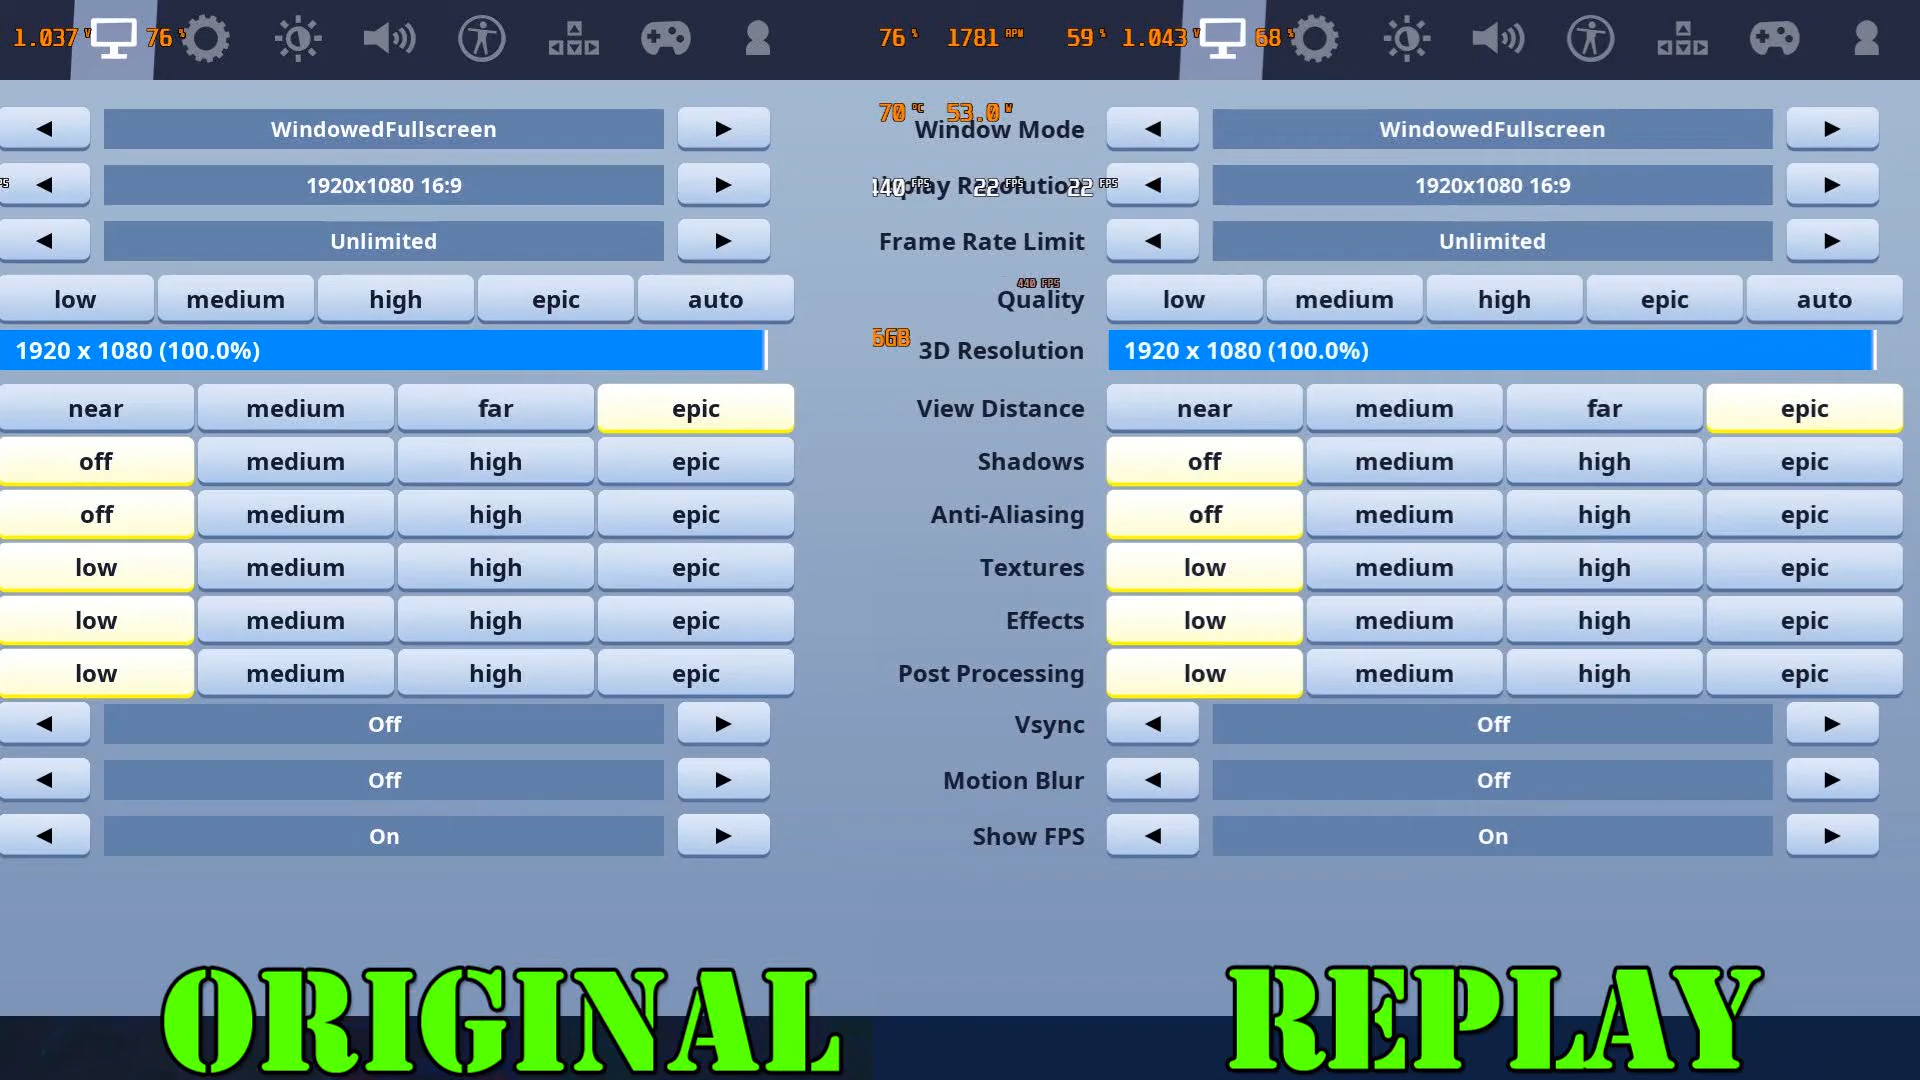 1.037 V 76 % 76 % 1781 RPM 59 % 1.043 V 68 %
70 °C 53.0 W
WindowedFullscreen Window Mode WindowedFullscreen
1920x1080 16:9 22 FPS 22 FPS 1920x1080 16:9
Unlimited Frame Rate Limit Unlimited
440 FPS
low medium high epic auto Quality low medium high epic auto
1920 x 1080 (100.0%) 3D Resolution 1920 x 1080 (100.0%)
near medium far epic View Distance near medium far epic
off medium high epic Shadows off medium high epic
off medium high epic Anti-Aliasing off medium high epic
low medium high epic Textures low medium high epic
low medium high epic Effects low medium high epic
low medium high epic Post Processing low medium high epic
Off Vsync Off
Off Motion Blur Off
On Show FPS On
ORIGINAL REPLAY